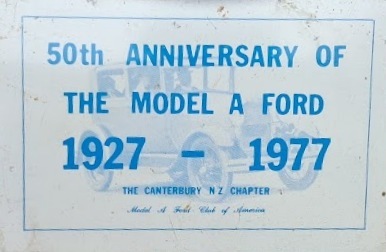 50th ANNIVERSARY OF
THE MODEL A FORD
1927 - 1977
THE CANTERBURY N Z CHAPTER
Model A Ford Club of America